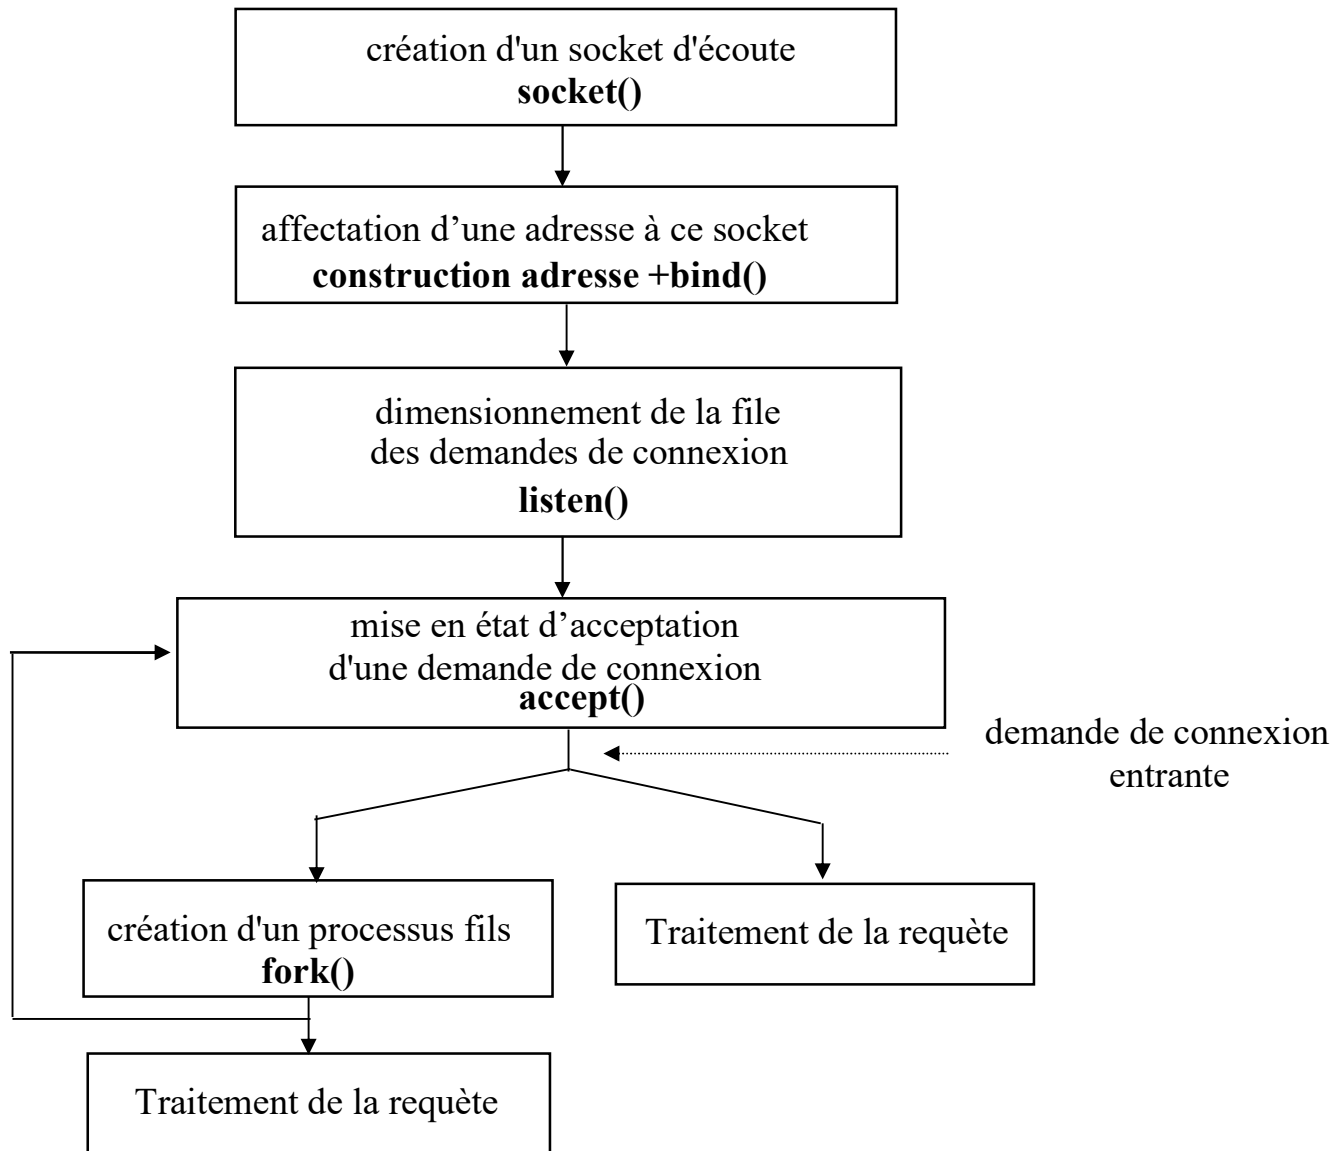 création d'un socket d'écoute
socket()
affectation d’une adresse à ce socket
construction adresse +bind()
dimensionnement de la file
des demandes de connexion
listen()
mise en état d’acceptation
d'une demande de connexion
accept()
demande de connexion
entrante
création d'un processus fils
fork()
Traitement de la requète
Traitement de la requète